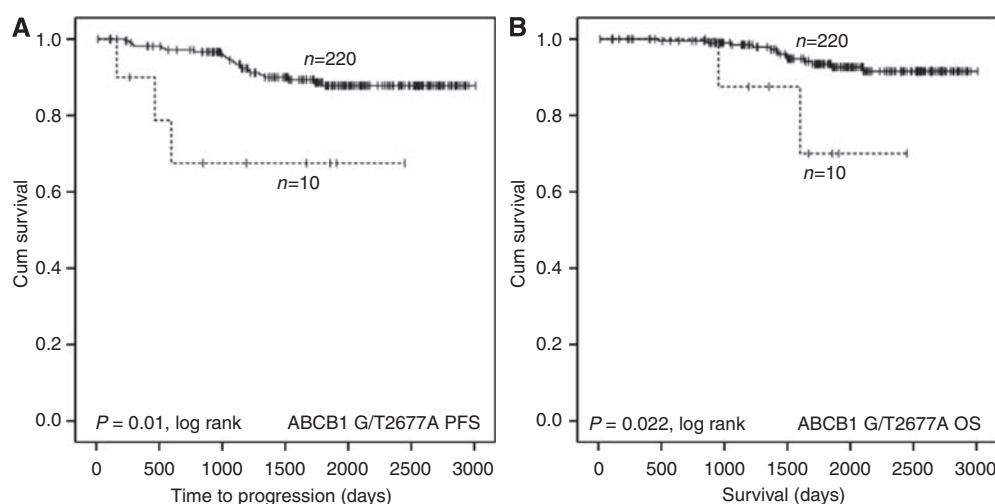 A
1.0
0.8
0.6
0.4
0.2
0.0
Cum survival
n=220
n=10
P = 0.01, log rank
ABCB1 G/T2677A PFS
0 500 1000 1500 2000 2500 3000
Time to progression (days)
B
1.0
0.8
0.6
0.4
0.2
0.0
Cum survival
n=220
n=10
P = 0.022, log rank
ABCB1 G/T2677A OS
0 500 1000 1500 2000 2500 3000
Survival (days)